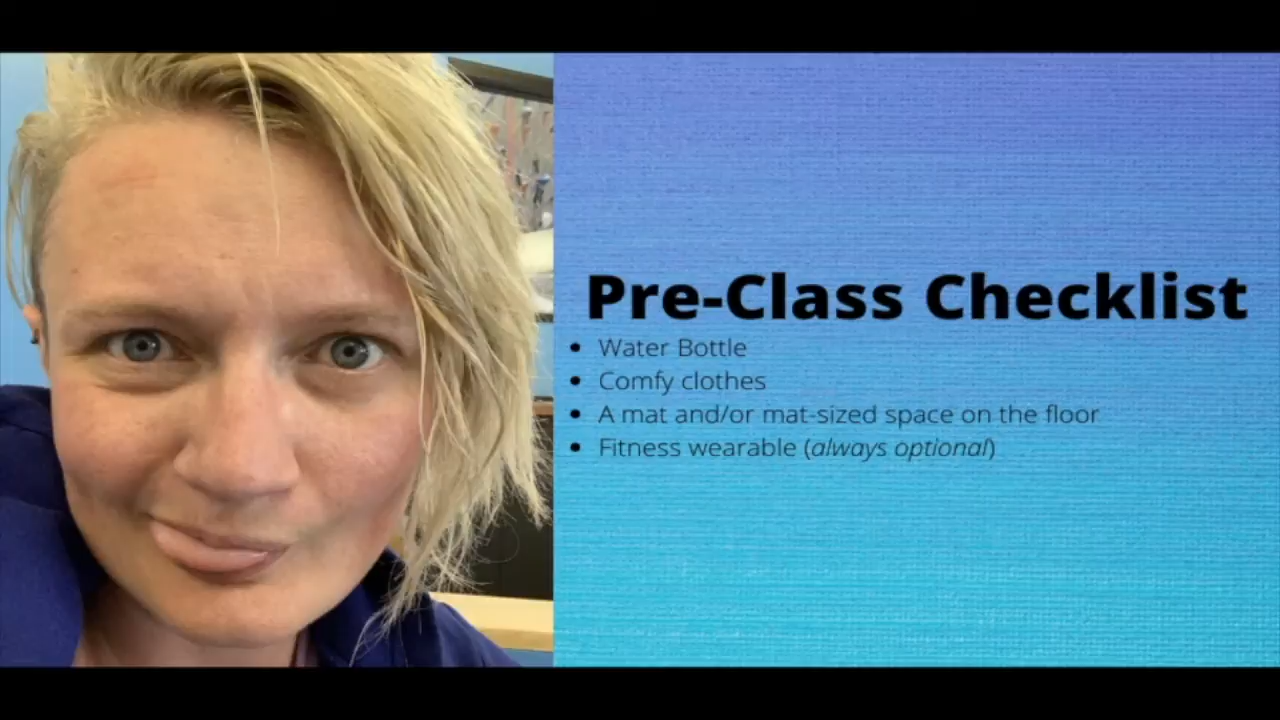 Pre-Class Checklist
• Water Bottle
• Comfy clothes
• A mat and/or mat-sized space on the floor
• Fitness wearable (always optional)